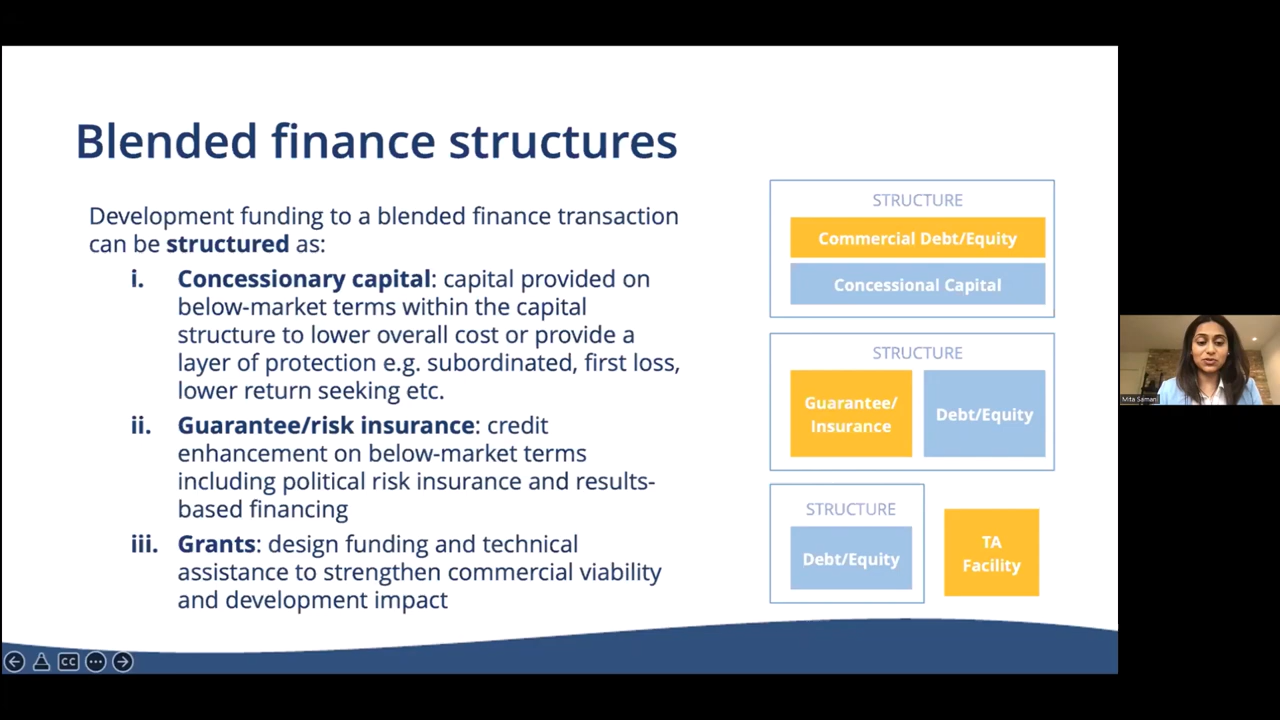 Blended finance structures
Development funding to a blended finance transaction
can be structured as:
i. Concessionary capital: capital provided on
below-market terms within the capital
structure to lower overall cost or provide a
layer of protection e.g. subordinated, first loss,
lower return seeking etc.
ii. Guarantee/risk insurance: credit
enhancement on below-market terms
including political risk insurance and results-
based financing
iii. Grants: design funding and technical
assistance to strengthen commercial viability
and development impact
STRUCTURE
Commercial Debt/Equity
Concessional Capital
STRUCTURE
Guarantee/
Insurance
Debt/Equity
STRUCTURE
Debt/Equity
TA
Facility
CC
Mita Samani